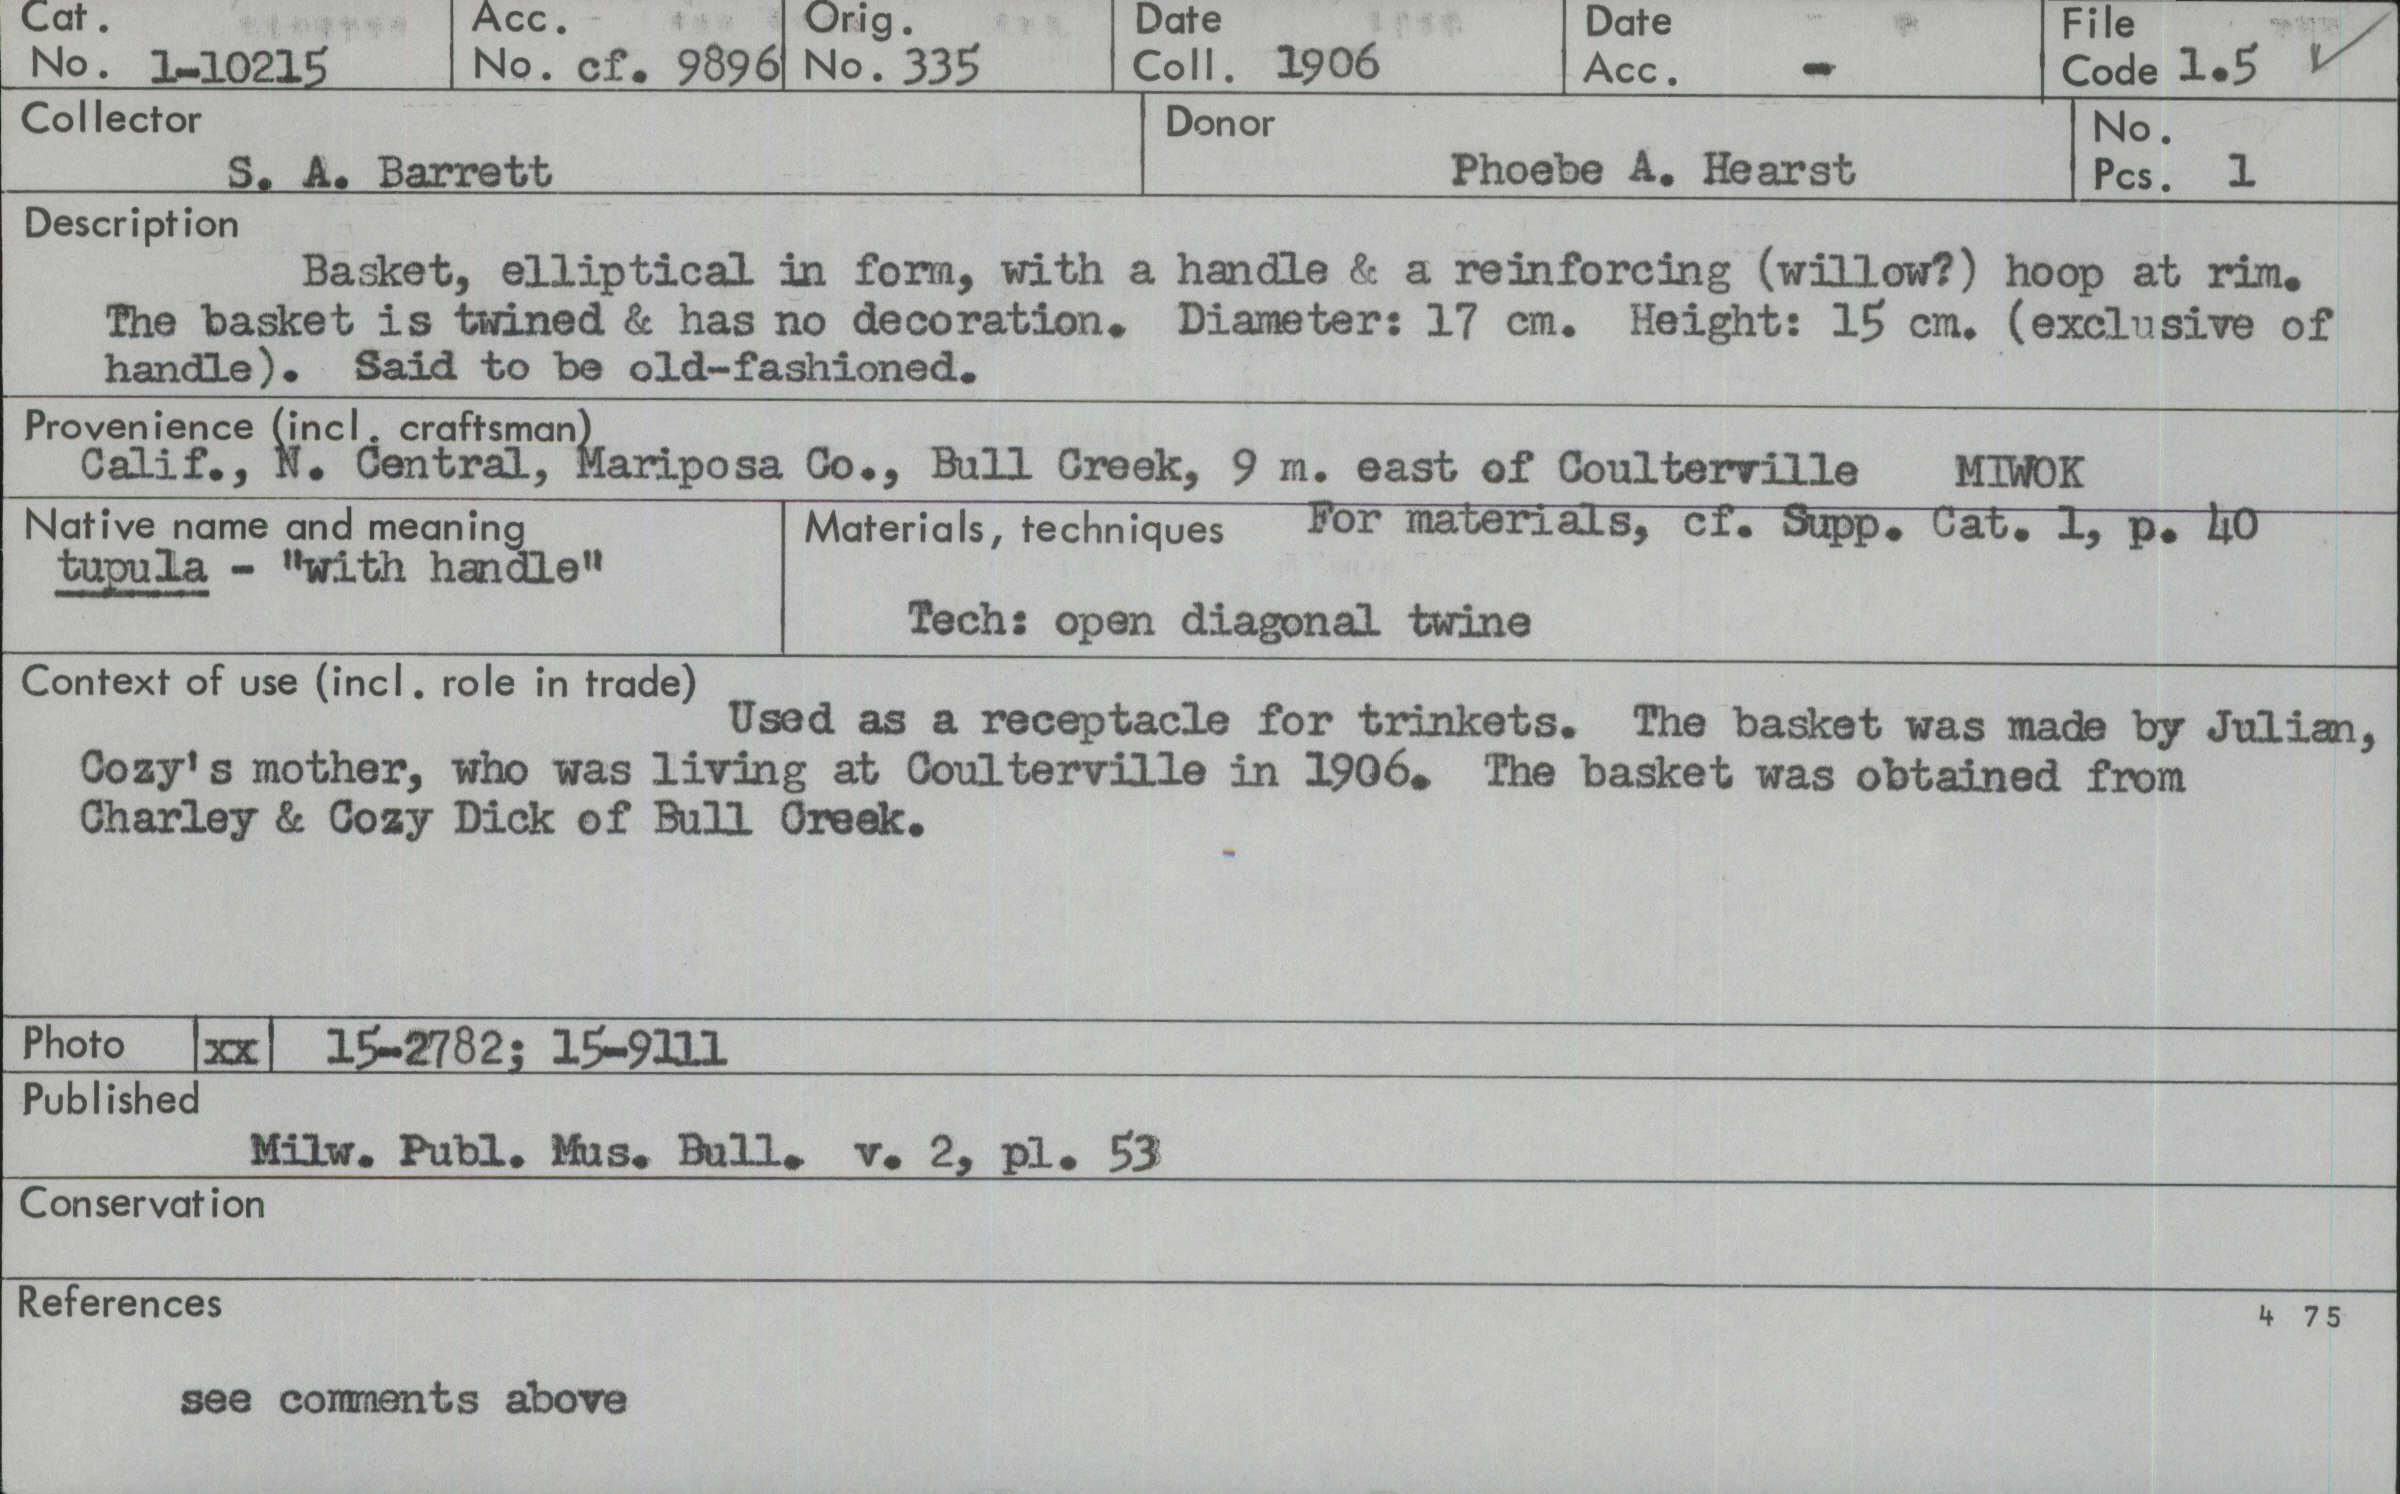 Cat. No. 1-10215
Acc. No. cf. 9896
Orig. No. 335
Date Coll. 1906
Date Acc. -
File Code 1.5 ✓
Collector
S. A. Barrett
Donor
Phoebe A. Hearst
No. Pcs. 1
Description
Basket, elliptical in form, with a handle & a reinforcing (willow?) hoop at rim.
The basket is twined & has no decoration. Diameter: 17 cm. Height: 15 cm. (exclusive of
handle). Said to be old-fashioned.
Provenience (incl. craftsman)
Calif., N. Central, Mariposa Co., Bull Creek, 9 m. east of Coulterville MIWOK
Native name and meaning
tupula - "with handle"
Materials, techniques For materials, cf. Supp. Cat. 1, p. 40
Tech: open diagonal twine
Context of use (incl. role in trade)
Used as a receptacle for trinkets. The basket was made by Julian,
Cozy's mother, who was living at Coulterville in 1906. The basket was obtained from
Charley & Cozy Dick of Bull Creek.
Photo xx 15-2782; 15-9111
Published
Milw. Publ. Mus. Bull. v. 2, pl. 53
Conservation
References
4 75
see comments above